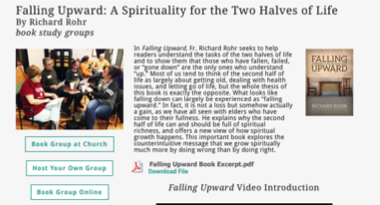 Falling Upward: A Spirituality for the Two Halves of Life
By Richard Rohr
book study groups
In Falling Upward, Fr. Richard Rohr seeks to help
readers understand the tasks of the two halves of life
and to show them that those who have fallen, failed,
or "gone down" are the only ones who understand
"up." Most of us tend to think of the second half of
life as largely about getting old, dealing with health
issues, and letting go of life, but the whole thesis of
this book is exactly the opposite. What looks like
falling down can largely be experienced as "falling
upward." In fact, it is not a loss but somehow actually
a gain, as we have all seen with elders who have
come to their fullness. He explains why the second
half of life can and should be full of spiritual
richness, and offers a new view of how spiritual
growth happens. This important book explores the
counterintuitive message that we grow spiritually
much more by doing wrong than by doing right.
FALLING
UPWARD
RICHARD ROHR
Book Group at Church
Host Your Own Group
Book Group Online
Falling Upward Book Excerpt.pdf
Download File
Falling Upward Video Introduction